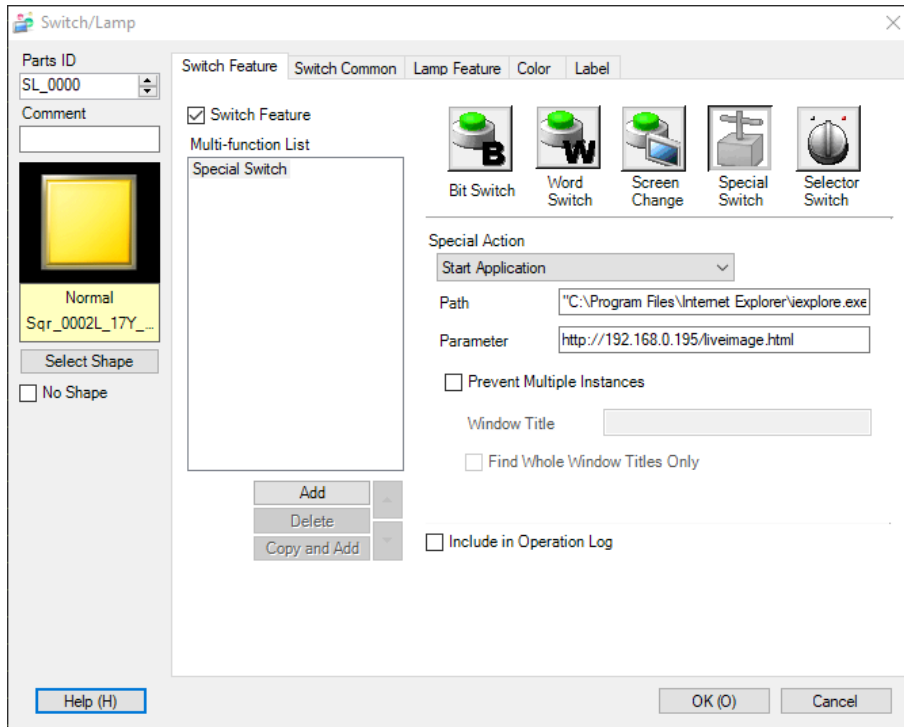 Switch/Lamp
Parts ID
SL_0000
Comment
Normal
Sqr_0002L_17Y_...
Select Shape
No Shape
Switch Feature
Switch Common
Lamp Feature
Color
Label
Switch Feature
Multi-function List
Special Switch
Add
Delete
Copy and Add
B
Bit Switch
W
Word
Switch
Screen
Change
Special
Switch
Selector
Switch
Special Action
Start Application
Path
"C:\Program Files\Internet Explorer\iexplore.exe
Parameter
http://192.168.0.195/liveimage.html
Prevent Multiple Instances
Window Title
Find Whole Window Titles Only
Include in Operation Log
Help (H)
OK (O)
Cancel